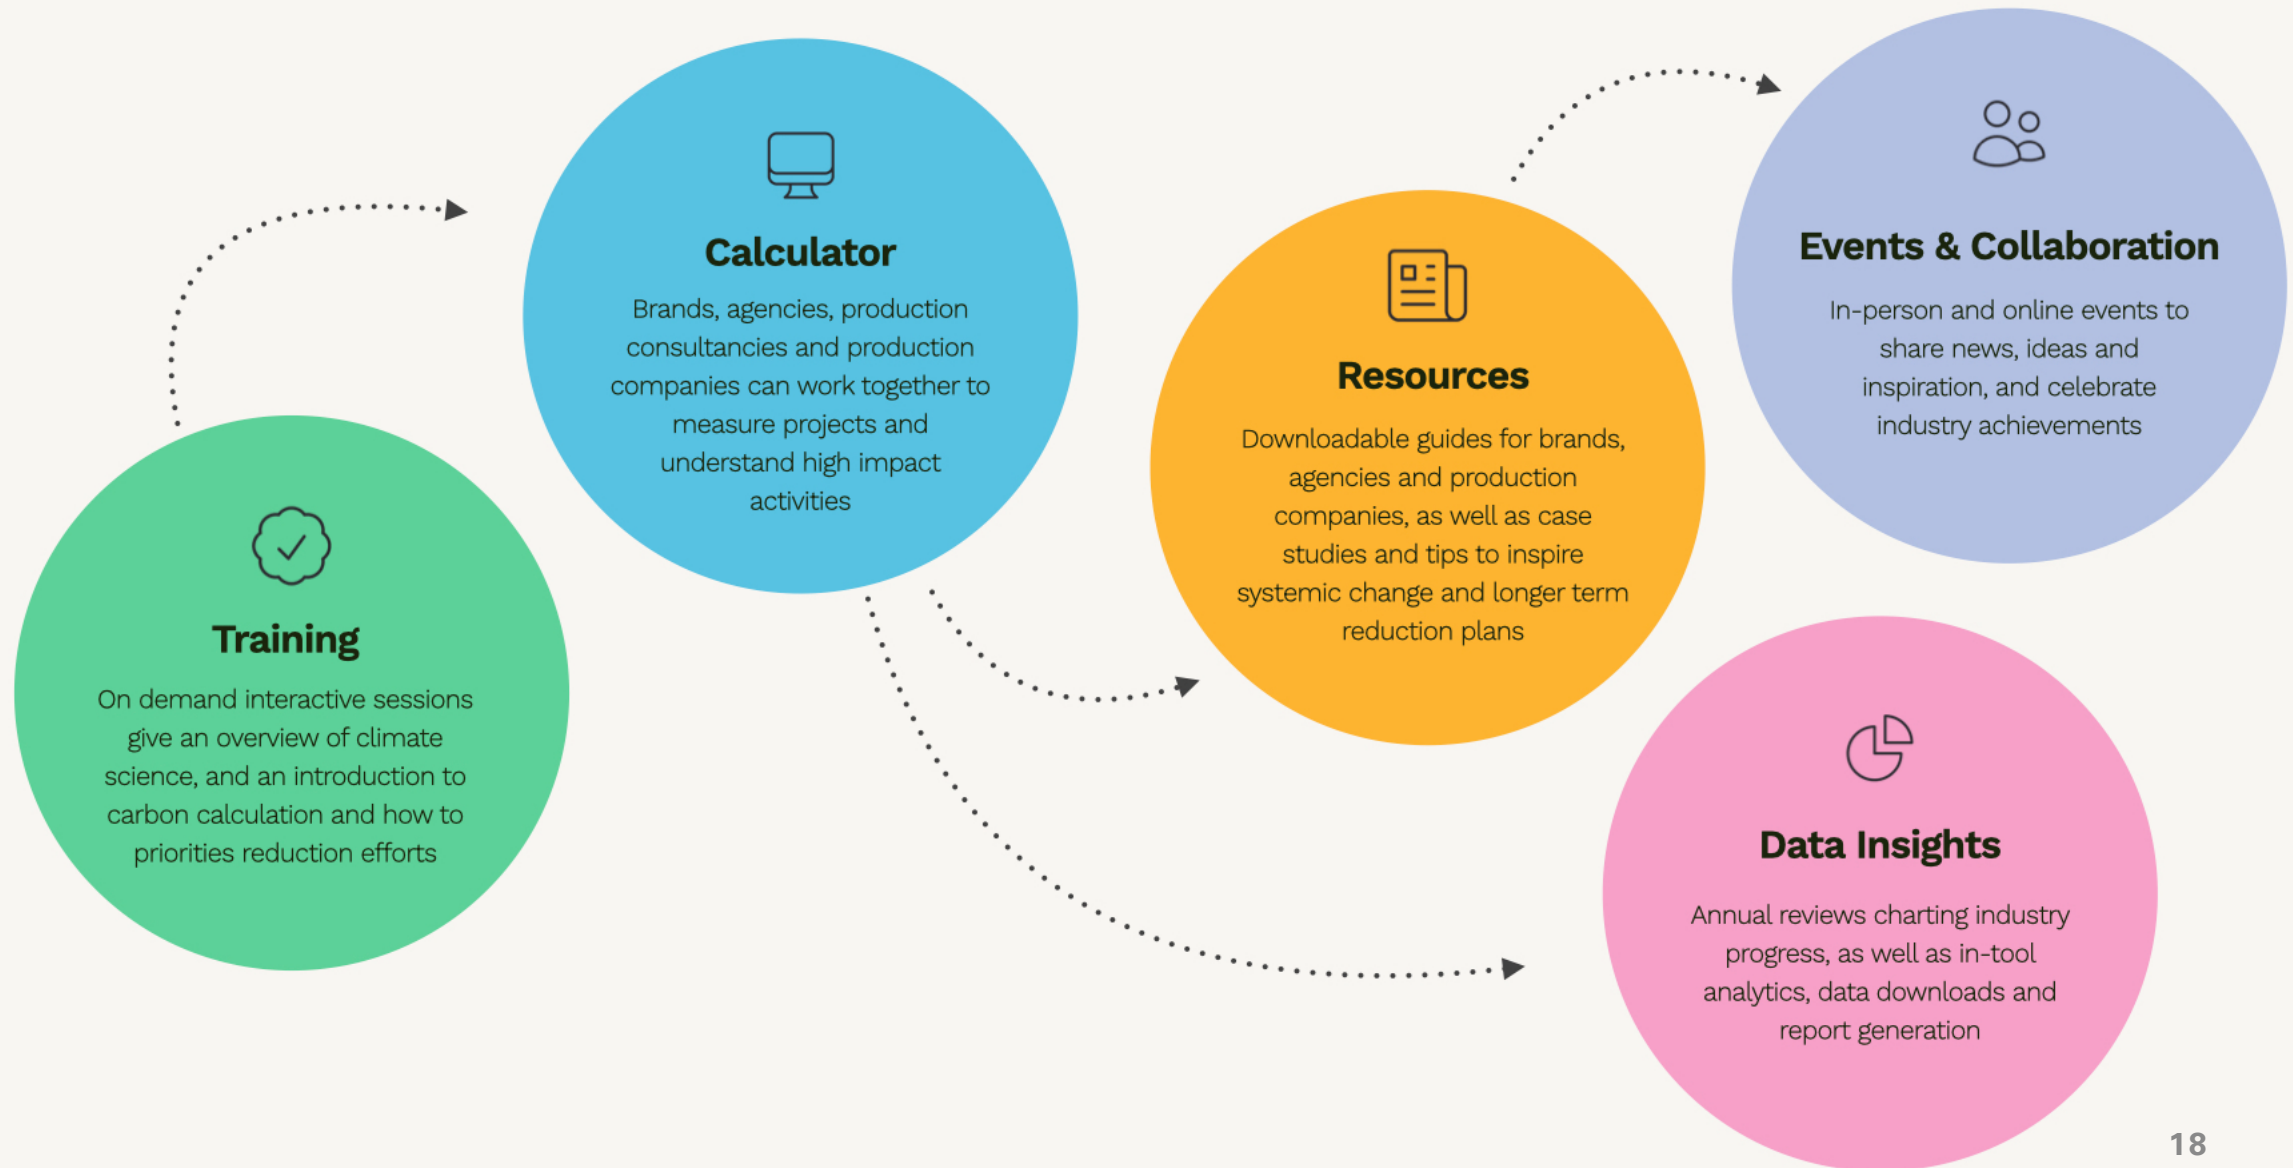 Training
On demand interactive sessions
give an overview of climate
science, and an introduction to
carbon calculation and how to
priorities reduction efforts
Calculator
Brands, agencies, production
consultancies and production
companies can work together to
measure projects and
understand high impact
activities
Resources
Downloadable guides for brands,
agencies and production
companies, as well as case
studies and tips to inspire
systemic change and longer term
reduction plans
Events & Collaboration
In-person and online events to
share news, ideas and
inspiration, and celebrate
industry achievements
Data Insights
Annual reviews charting industry
progress, as well as in-tool
analytics, data downloads and
report generation
18